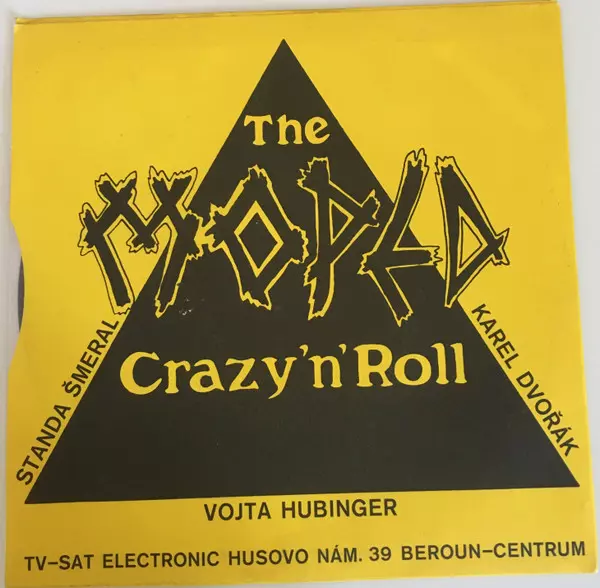 The
MOPED
Crazy'n'Roll
STANDA ŠMERAL
KAREL DVOŘÁK
VOJTA HUBINGER
TV-SAT ELECTRONIC HUSOVO NÁM. 39 BEROUN-CENTRUM